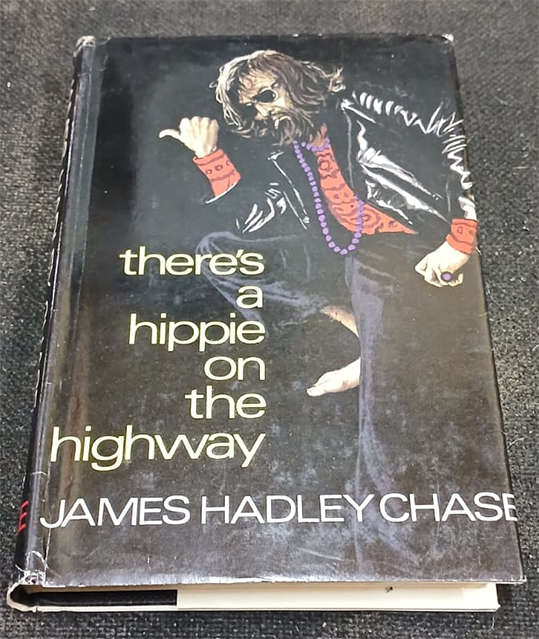 there's
a
hippie
on
the
highway
JAMES HADLEY CHASE